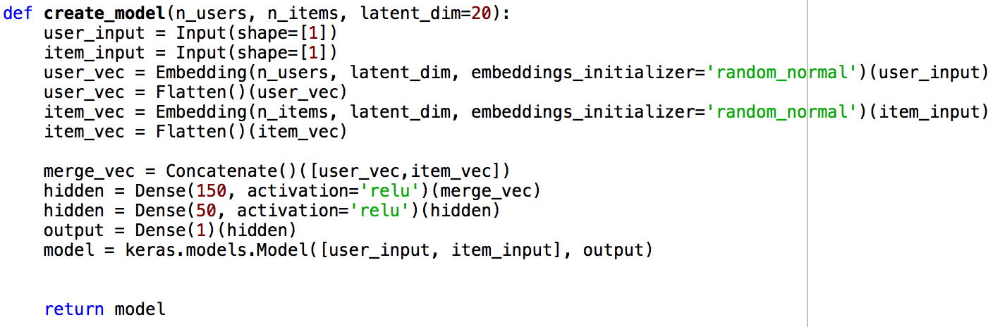 def create_model(n_users, n_items, latent_dim=20):
    user_input = Input(shape=[1])
    item_input = Input(shape=[1])
    user_vec = Embedding(n_users, latent_dim, embeddings_initializer='random_normal')(user_input)
    user_vec = Flatten()(user_vec)
    item_vec = Embedding(n_items, latent_dim, embeddings_initializer='random_normal')(item_input)
    item_vec = Flatten()(item_vec)

    merge_vec = Concatenate()([user_vec,item_vec])
    hidden = Dense(150, activation='relu')(merge_vec)
    hidden = Dense(50, activation='relu')(hidden)
    output = Dense(1)(hidden)
    model = keras.models.Model([user_input, item_input], output)

    return model